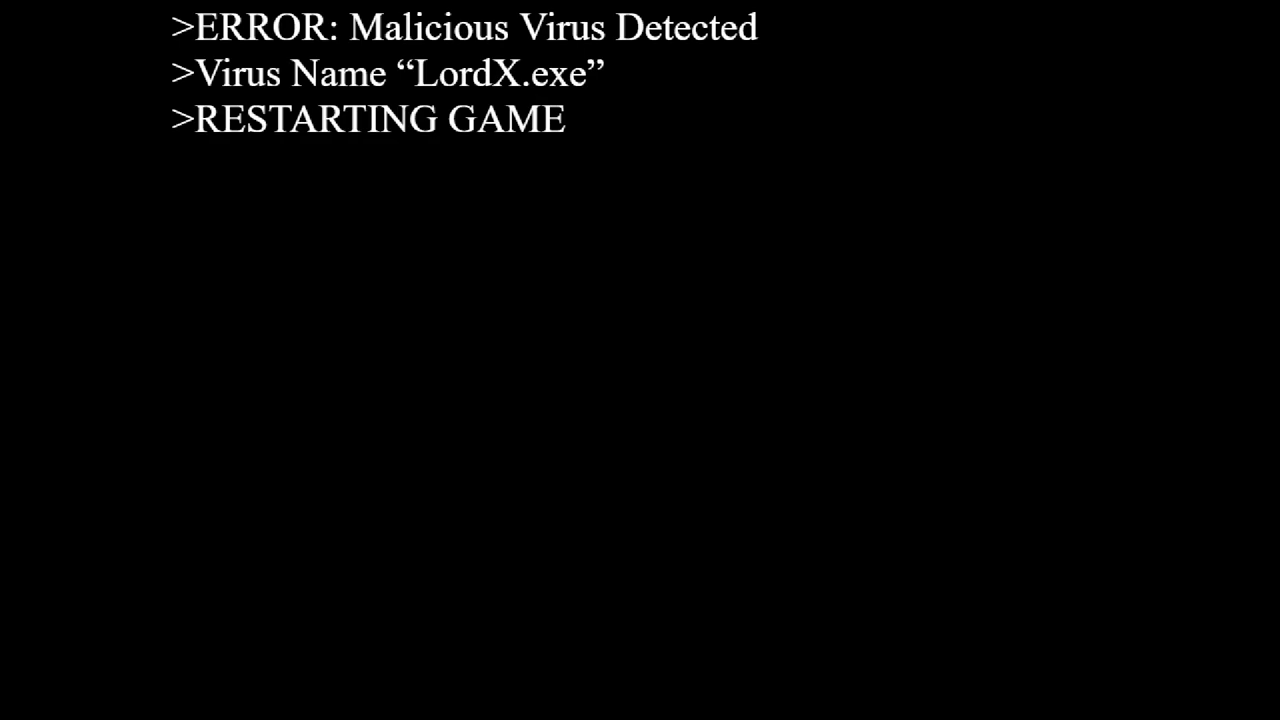 >ERROR: Malicious Virus Detected
>Virus Name “LordX.exe”
>RESTARTING GAME